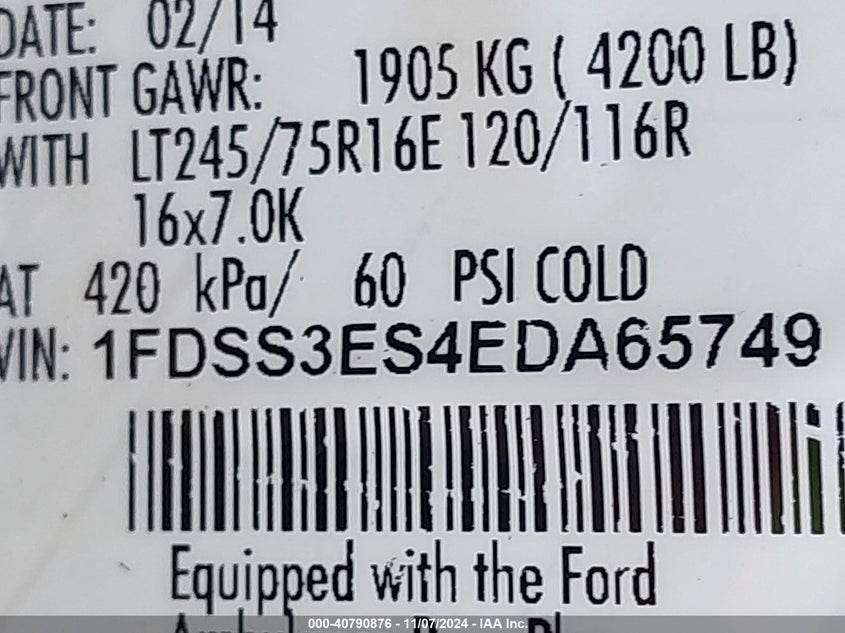 DATE: 02/14
FRONT GAWR: 1905 KG ( 4200 LB)
WITH LT245/75R16E 120/116R
16x7.0K
AT 420 kPa/ 60 PSI COLD
VIN: 1FDSS3ES4EDA65749
Equipped with the Ford
000-40790876 - 11/07/2024 - IAA Inc.